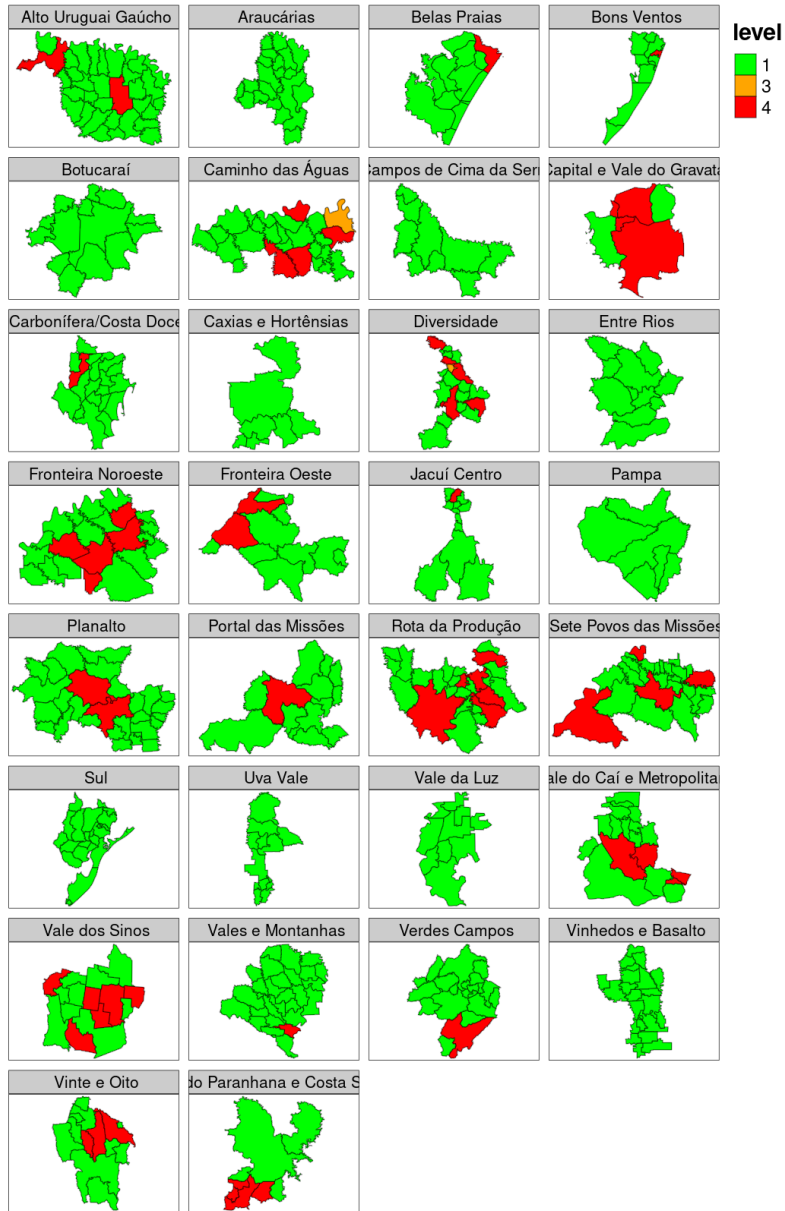 Alto Uruguai Gaúcho
Araucárias
Belas Praias
Bons Ventos
level
1
3
4
Botucaraí
Caminho das Águas
Campos de Cima da Serr
Capital e Vale do Gravata
Carbonífera/Costa Doce
Caxias e Hortênsias
Diversidade
Entre Rios
Fronteira Noroeste
Fronteira Oeste
Jacuí Centro
Pampa
Planalto
Portal das Missões
Rota da Produção
Sete Povos das Missões
Sul
Uva Vale
Vale da Luz
ale do Caí e Metropolita
Vale dos Sinos
Vales e Montanhas
Verdes Campos
Vinhedos e Basalto
Vinte e Oito
do Paranhana e Costa S